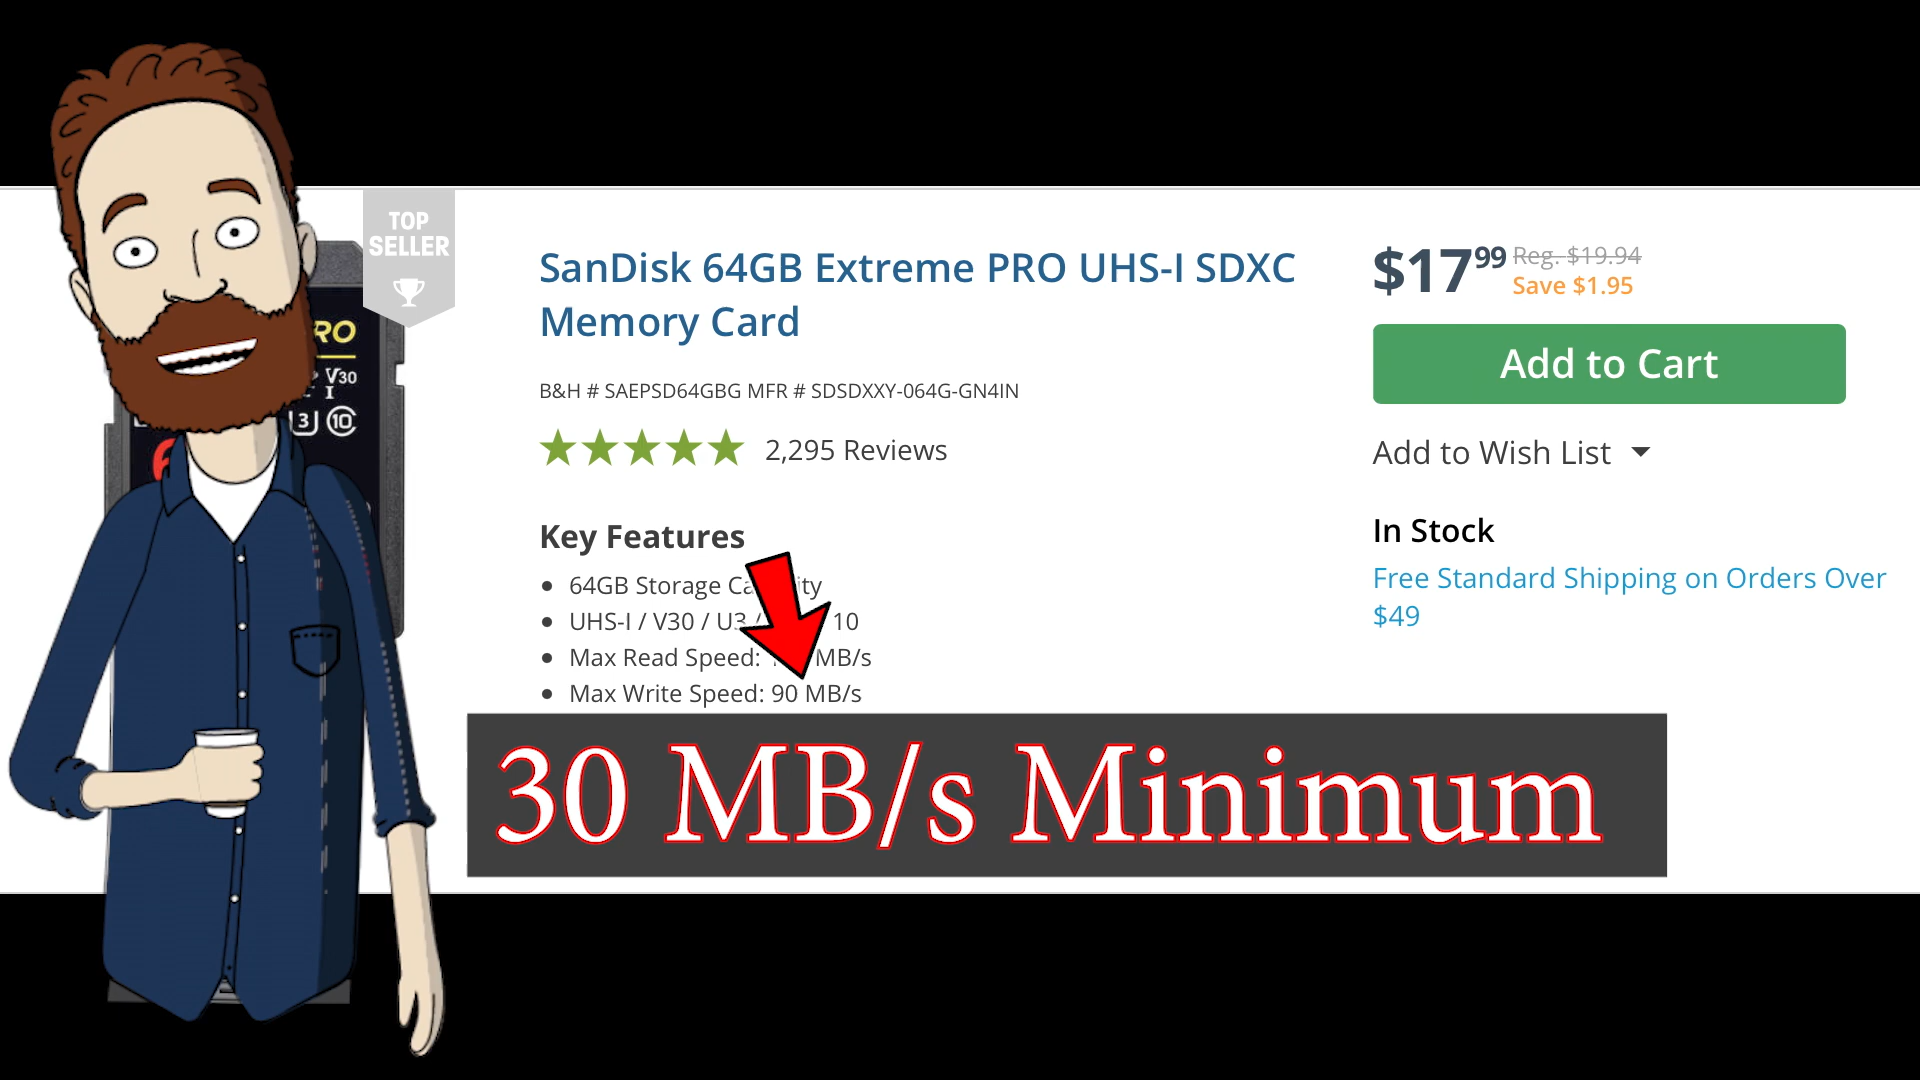 TOP
SELLER
RO
V30
I
3 10
SanDisk 64GB Extreme PRO UHS-I SDXC
Memory Card
B&H # SAEPSD64GBG MFR # SDSDXXY-064G-GN4IN
2,295 Reviews
Key Features
64GB Storage Ca ity
UHS-I / V30 / U3 / 10
Max Read Speed: MB/s
Max Write Speed: 90 MB/s
30 MB/s Minimum
$17 99 Reg. $19.94
Save $1.95
Add to Cart
Add to Wish List
In Stock
Free Standard Shipping on Orders Over
$49